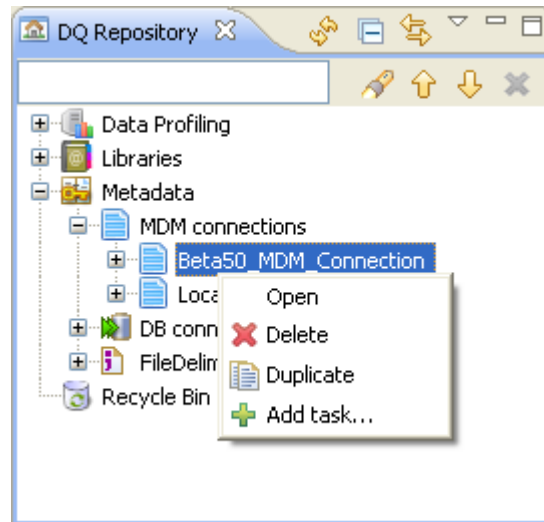 DQ Repository
Data Profiling
Libraries
Metadata
MDM connections
Beta50_MDM_Connection
Loca
Open
DB conn
Delete
FileDelim
Duplicate
Recycle Bin
Add task...